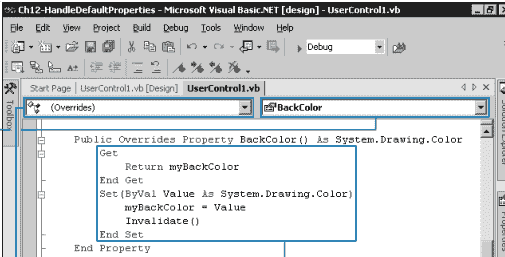 Ch12-HandleDefaultProperties - Microsoft Visual Basic.NET [design] - UserControl1.vb
File Edit View Project Build Debug Tools Window Help
Debug
Start Page UserControl1.vb [Design] UserControl1.vb
Toolbox
(Overrides) BackColor
Public Overrides Property BackColor() As System.Drawing.Color
Get
Return myBackColor
End Get
Set(ByVal Value As System.Drawing.Color)
myBackColor = Value
Invalidate()
End Set
End Property